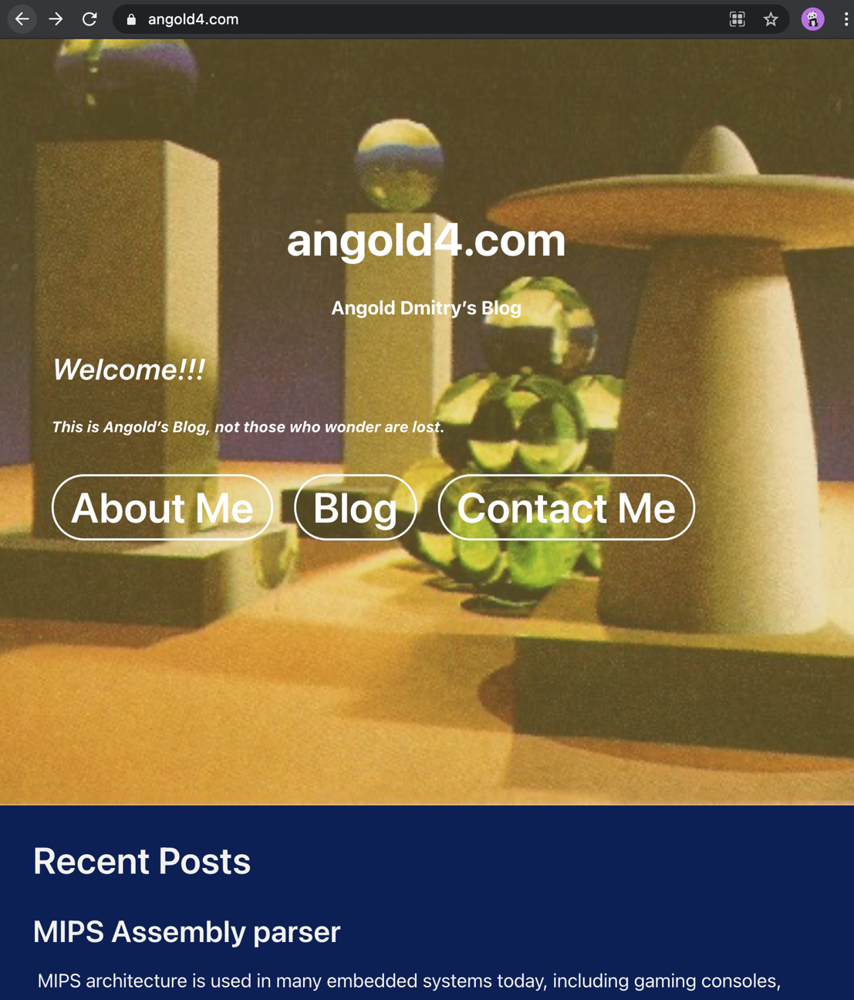 angold4.com
angold4.com
Angold Dmitry’s Blog
Welcome!!!
This is Angold’s Blog, not those who wonder are lost.
About Me Blog Contact Me
Recent Posts
MIPS Assembly parser
MIPS architecture is used in many embedded systems today, including gaming consoles,